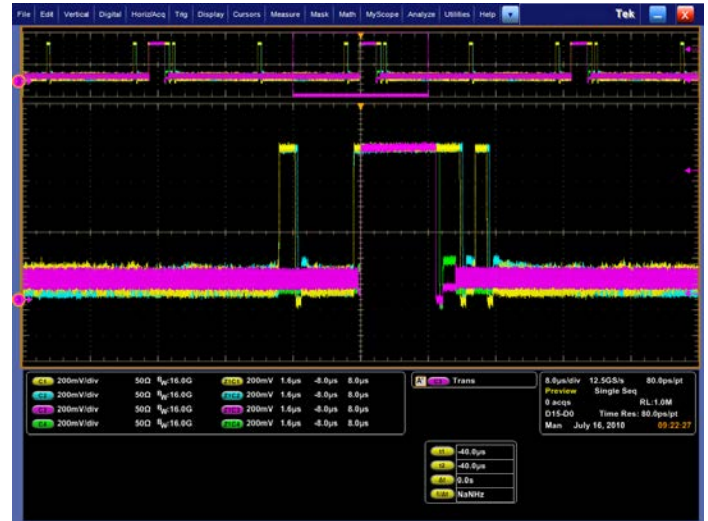 File Edit Vertical Digital Horiz/Acq Trig Display Cursors Measure Mask Math MyScope Analyze Utilities Help Tek X
C1 200mV/div 50Ω BW:16.0G Z1C1 200mV 1.6µs -8.0µs 8.0µs
C2 200mV/div 50Ω BW:16.0G Z1C2 200mV 1.6µs -8.0µs 8.0µs
C3 200mV/div 50Ω BW:16.0G Z1C3 200mV 1.6µs -8.0µs 8.0µs
C4 200mV/div 50Ω BW:16.0G Z1C4 200mV 1.6µs -8.0µs 8.0µs
A' C3 Trans
8.0µs/div 12.5GS/s 80.0ps/pt
Preview Single Seq
0 acqs RL:1.0M
D15-D0 Time Res: 80.0ps/pt
Man July 16, 2010 09:22:27
t1 -40.0µs
t2 -40.0µs
Δt 0.0s
1/Δt NaNHz